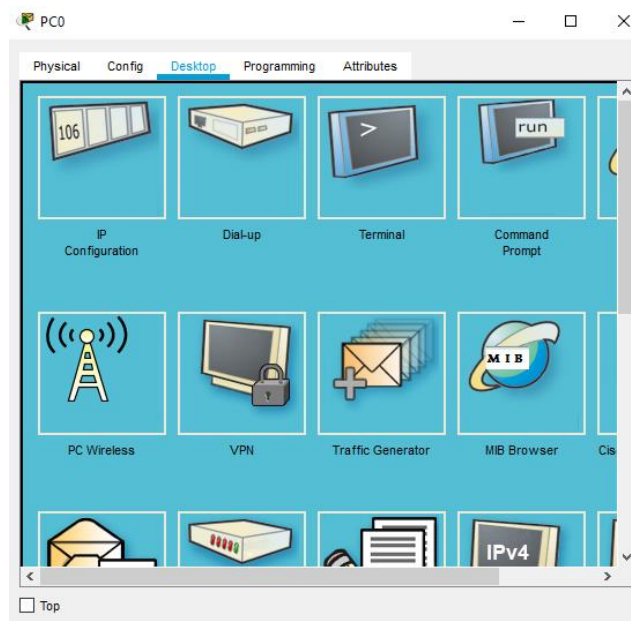 PC0
Physical Config Desktop Programming Attributes
106
>
run
IP
Configuration
Dial-up
Terminal
Command
Prompt
MIB
PC Wireless
VPN
Traffic Generator
MIB Browser
Cis
IPv4
Top